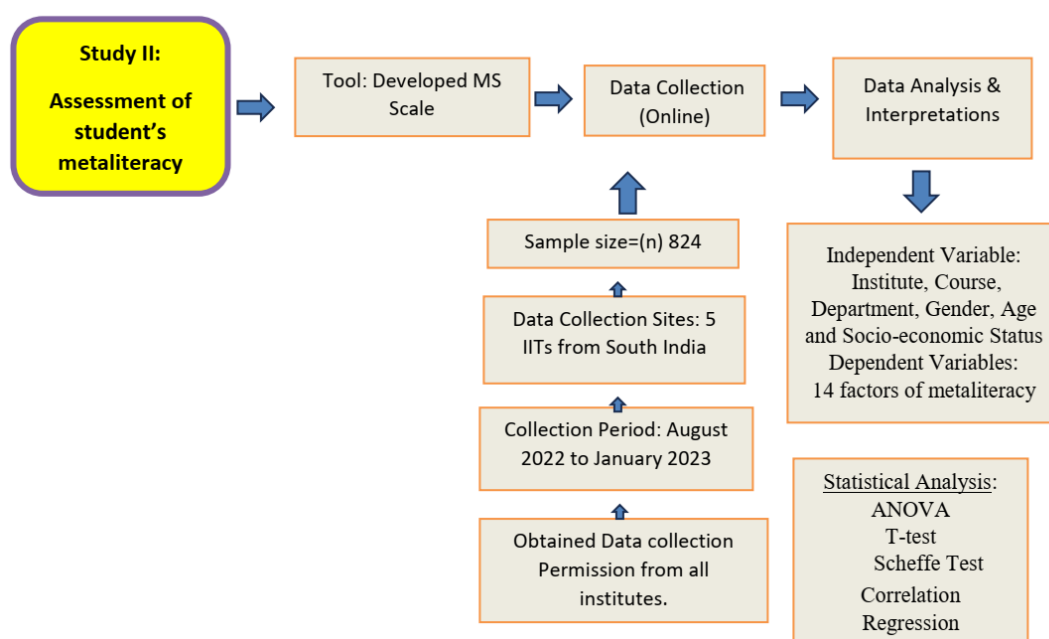 Study II:
Assessment of
student's
metaliteracy
Tool: Developed MS
Scale
Data Collection
(Online)
Data Analysis &
Interpretations
Sample size=(n) 824
Data Collection Sites: 5
IITs from South India
Collection Period: August
2022 to January 2023
Obtained Data collection
Permission from all
institutes.
Independent Variable:
Institute, Course,
Department, Gender, Age
and Socio-economic Status
Dependent Variables:
14 factors of metaliteracy
Statistical Analysis:
ANOVA
T-test
Scheffe Test
Correlation
Regression